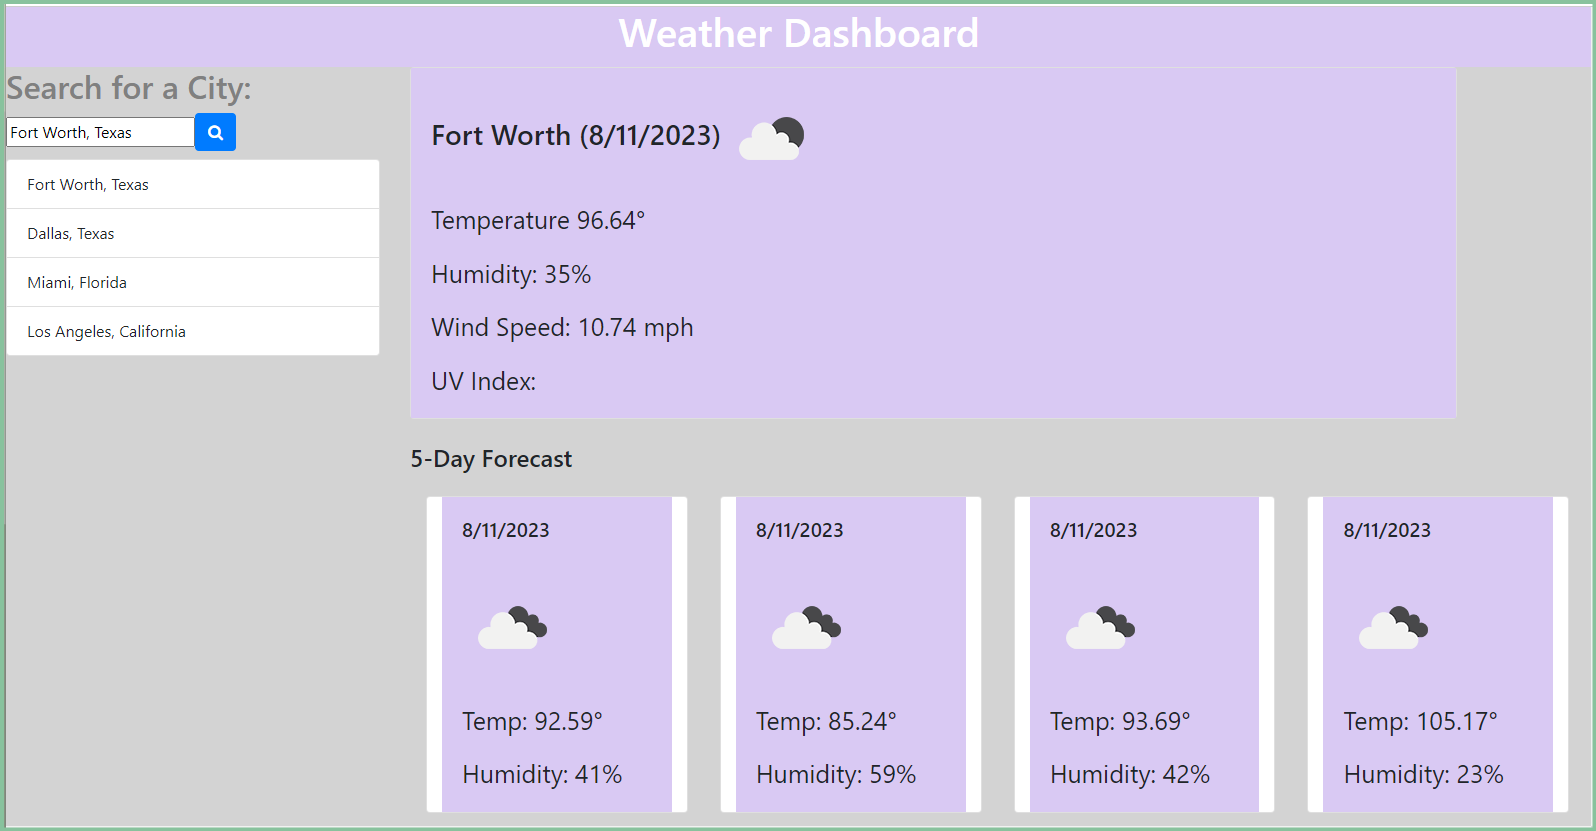 Weather Dashboard
Search for a City:
Fort Worth, Texas
Fort Worth, Texas
Dallas, Texas
Miami, Florida
Los Angeles, California
Fort Worth (8/11/2023)
Temperature 96.64°
Humidity: 35%
Wind Speed: 10.74 mph
UV Index:
5-Day Forecast
8/11/2023
Temp: 92.59°
Humidity: 41%
8/11/2023
Temp: 85.24°
Humidity: 59%
8/11/2023
Temp: 93.69°
Humidity: 42%
8/11/2023
Temp: 105.17°
Humidity: 23%